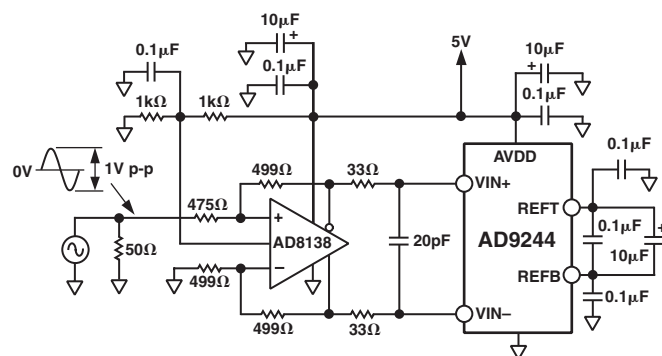 10µF
+
0.1µF
5V
10µF
+
0.1µF
0.1µF
1kΩ
1kΩ
0.1µF
AVDD
0V
1V p-p
499Ω
33Ω
VIN+
REFT
475Ω
+
AD8138
–
20pF
AD9244
0.1µF
+
10µF
50Ω
499Ω
REFB
0.1µF
499Ω
33Ω
VIN–